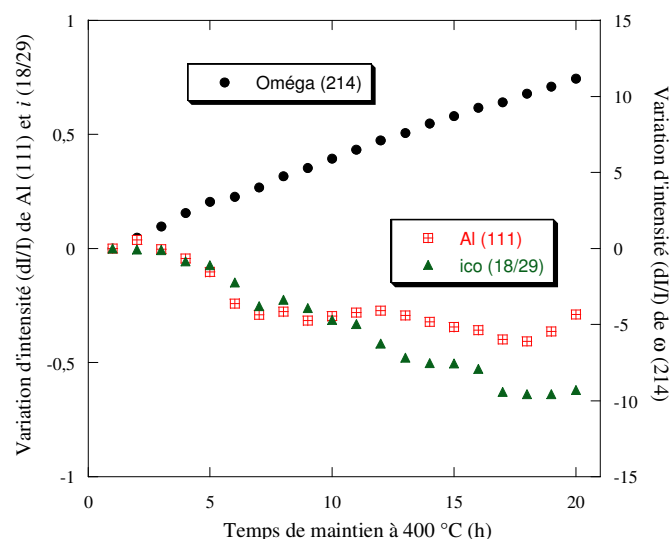 Variation d'intensité (dI/I) de Al (111) et i (18/29)
1
0,5
0
-0,5
-1
Oméga (214)
Al (111)
ico (18/29)
15
10
5
0
-5
-10
-15
Variation d'intensité (dI/I) de ω (214)
0
5
10
15
20
Temps de maintien à 400 °C (h)